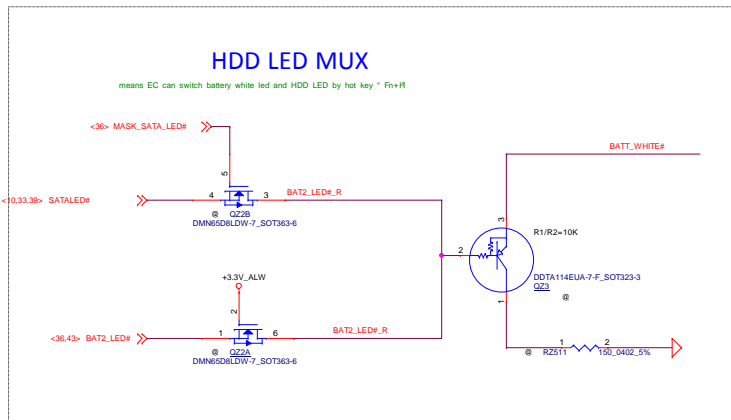 HDD LED MUX
means EC can switch battery white led and HDD LED by hot key " Fn+H"
<36> MASK_SATA_LED#
BATT_WHITE#
5
<10,33,39> SATALED#
4
3
BAT2_LED#_R
@
QZ2B
DMN65D8LDW-7_SOT363-6
3
R1/R2=10K
2
DDTA114EUA-7-F_SOT323-3
QZ3
@
1
+3.3V_ALW
2
<36,43> BAT2_LED#
1
6
BAT2_LED#_R
@
QZ2A
DMN65D8LDW-7_SOT363-6
1
2
@
RZ511
150_0402_5%